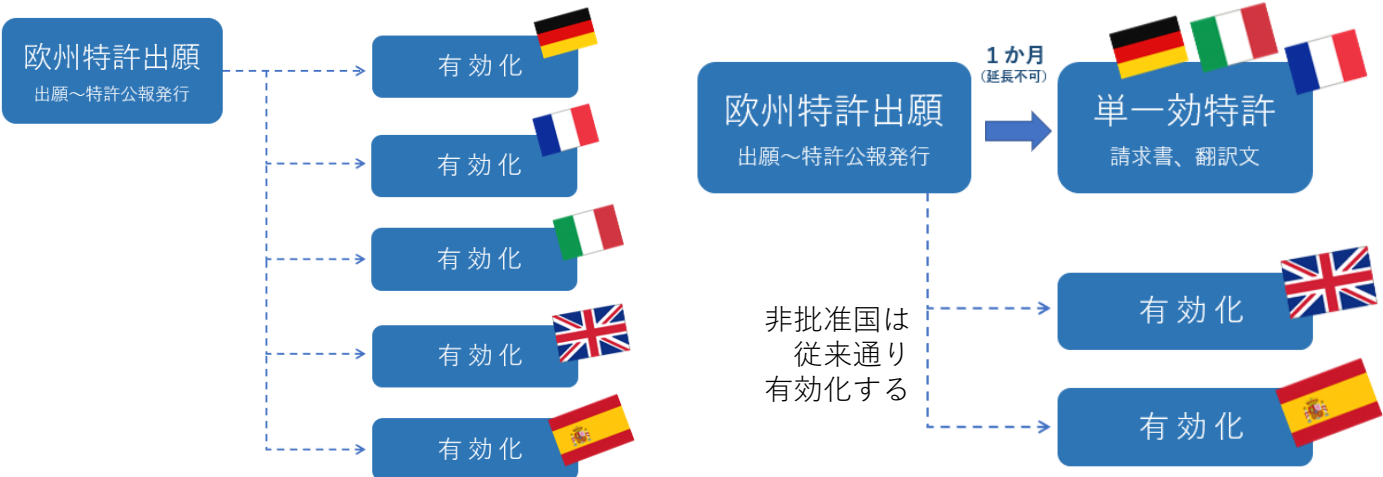 欧州特許出願
出願～特許公報発行
有効化
有効化
有効化
有効化
有効化
欧州特許出願
出願～特許公報発行
1か月
(延長不可)
単一効特許
請求書、翻訳文
非批准国は
従来通り
有効化する
有効化
有効化